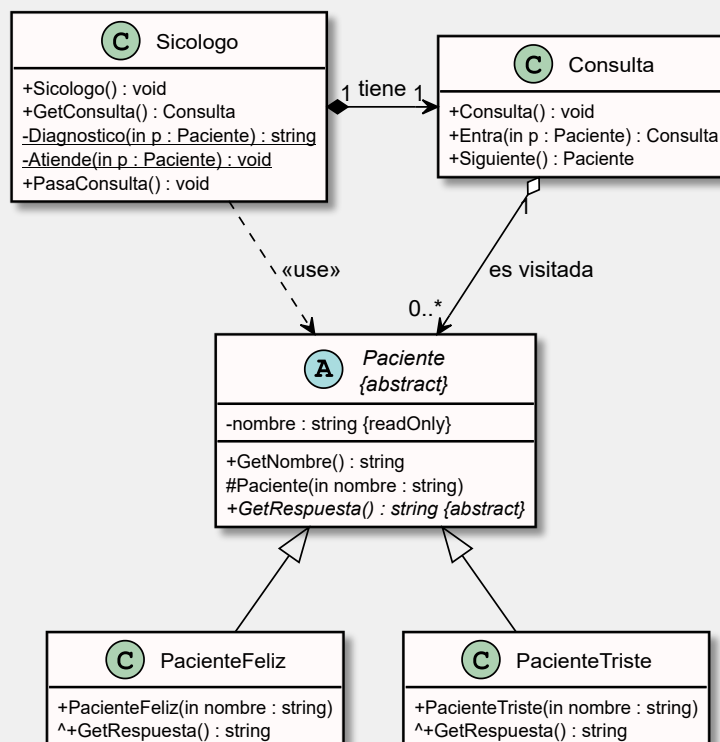 C Sicologo
+Sicologo() : void
+GetConsulta() : Consulta
-Diagnostico(in p : Paciente) : string
-Atiende(in p : Paciente) : void
+PasaConsulta() : void
1 tiene 1
C Consulta
+Consulta() : void
+Entra(in p : Paciente) : Consulta
+Siguiente() : Paciente
1
«use»
es visitada
0..*
A Paciente
{abstract}
-nombre : string {readOnly}
+GetNombre() : string
#Paciente(in nombre : string)
+GetRespuesta() : string {abstract}
C PacienteFeliz
+PacienteFeliz(in nombre : string)
^+GetRespuesta() : string
C PacienteTriste
+PacienteTriste(in nombre : string)
^+GetRespuesta() : string